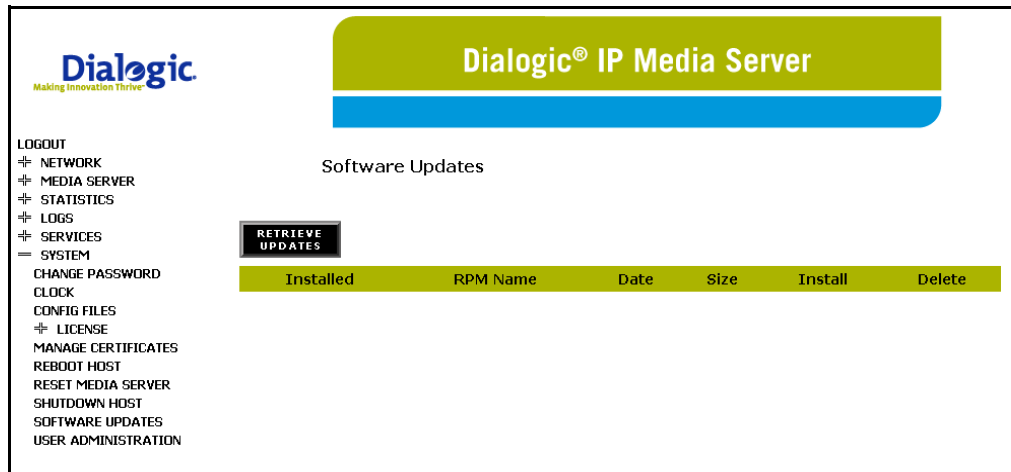 Dialogic® IP Media Server
Dialogic.
Making Innovation Thrive™
LOGOUT
NETWORK
MEDIA SERVER
STATISTICS
LOGS
SERVICES
SYSTEM
CHANGE PASSWORD
CLOCK
CONFIG FILES
LICENSE
MANAGE CERTIFICATES
REBOOT HOST
RESET MEDIA SERVER
SHUTDOWN HOST
SOFTWARE UPDATES
USER ADMINISTRATION
Software Updates
RETRIEVE
UPDATES
Installed RPM Name Date Size Install Delete